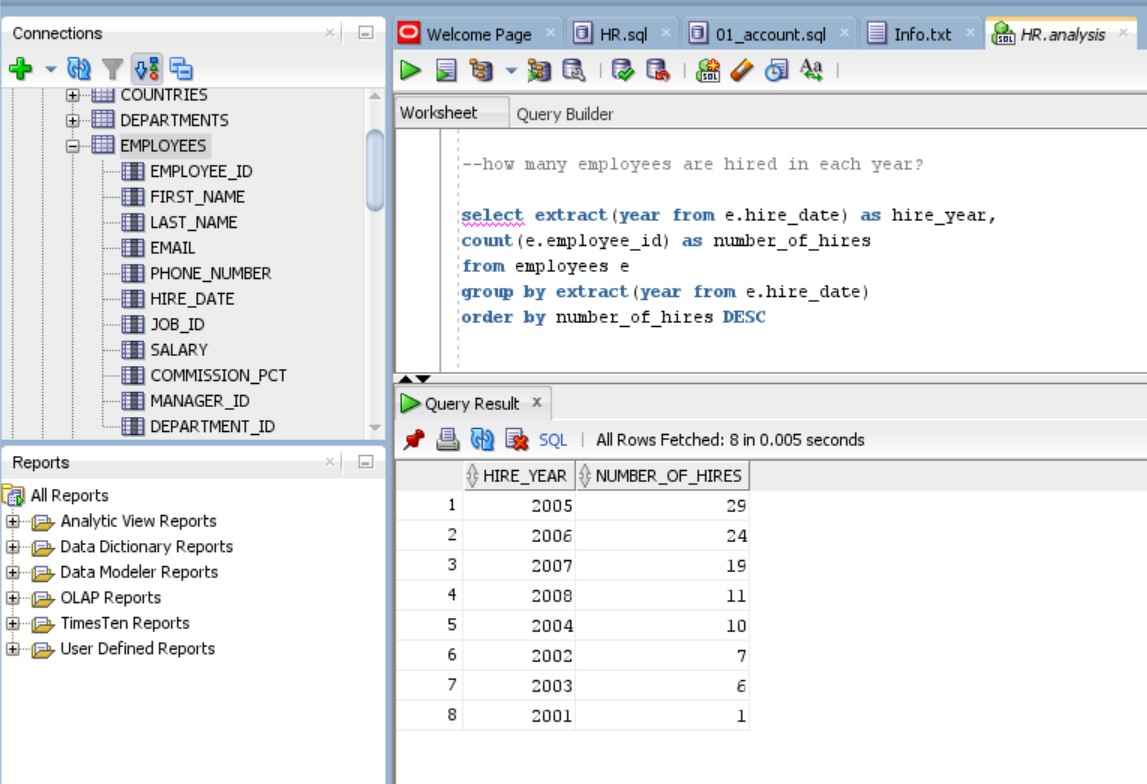 Connections
COUNTRIES
DEPARTMENTS
EMPLOYEES
EMPLOYEE_ID
FIRST_NAME
LAST_NAME
EMAIL
PHONE_NUMBER
HIRE_DATE
JOB_ID
SALARY
COMMISSION_PCT
MANAGER_ID
DEPARTMENT_ID
Reports
All Reports
Analytic View Reports
Data Dictionary Reports
Data Modeler Reports
OLAP Reports
TimesTen Reports
User Defined Reports
Welcome Page HR.sql 01_account.sql Info.txt HR.analysis
SQL Aa
Worksheet Query Builder
--how many employees are hired in each year?
select extract(year from e.hire_date) as hire_year,
count(e.employee_id) as number_of_hires
from employees e
group by extract(year from e.hire_date)
order by number_of_hires DESC
Query Result
SQL | All Rows Fetched: 8 in 0.005 seconds
HIRE_YEAR NUMBER_OF_HIRES
1 2005 29
2 2006 24
3 2007 19
4 2008 11
5 2004 10
6 2002 7
7 2003 6
8 2001 1